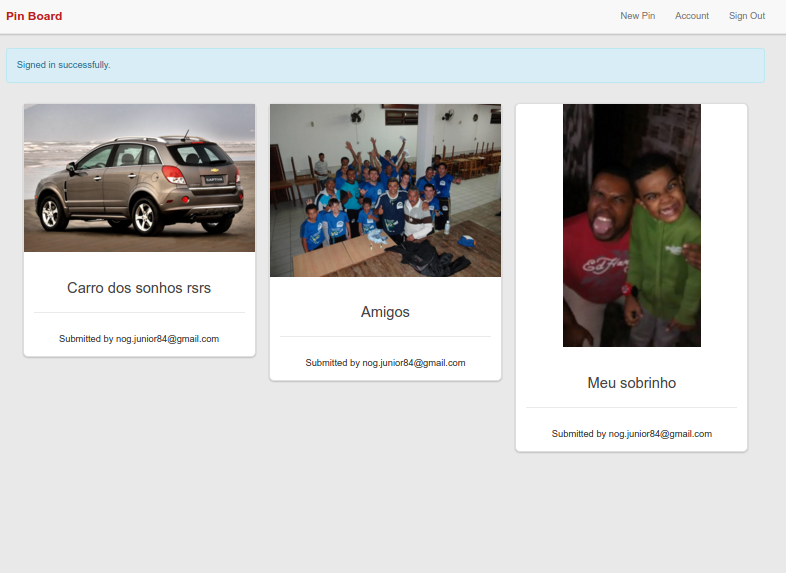 Pin Board
New Pin
Account
Sign Out
Signed in successfully.
Carro dos sonhos rsrs
Submitted by nog.junior84@gmail.com
Amigos
Submitted by nog.junior84@gmail.com
Meu sobrinho
Submitted by nog.junior84@gmail.com